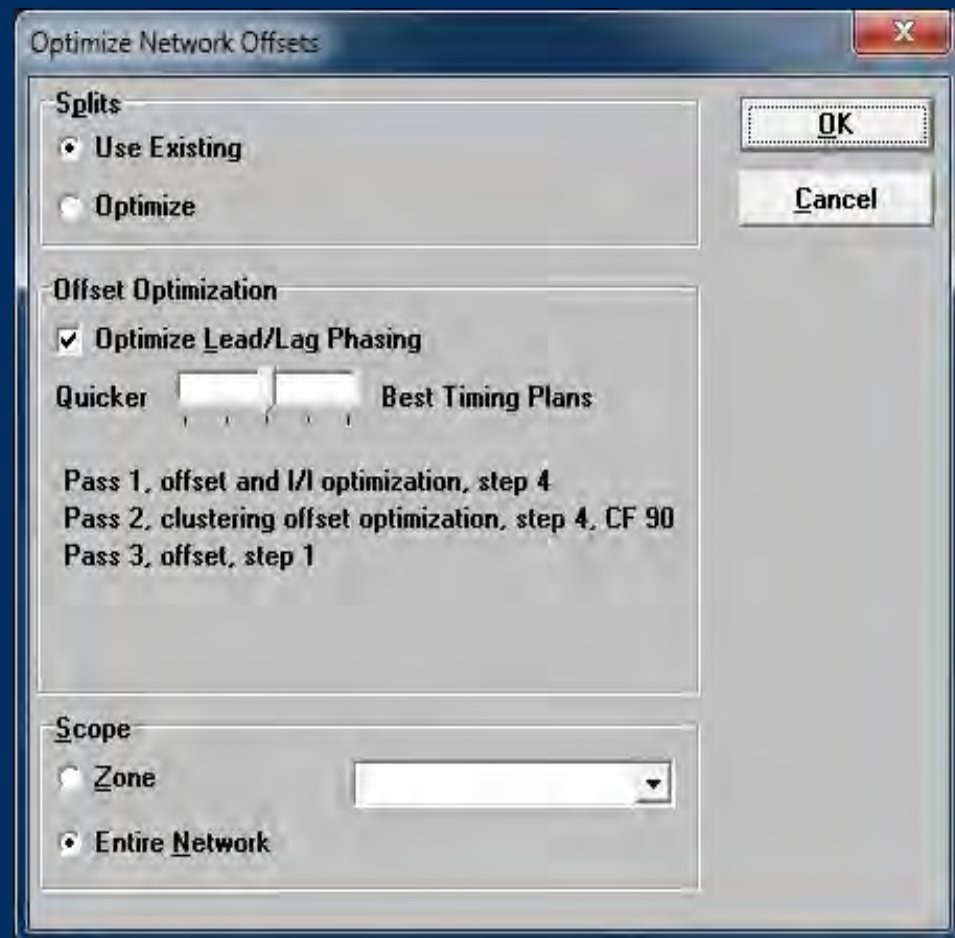 Optimize Network Offsets
Splits
Use Existing
Optimize
OK
Cancel
Offset Optimization
Optimize Lead/Lag Phasing
Quicker Best Timing Plans
Pass 1, offset and I/I optimization, step 4
Pass 2, clustering offset optimization, step 4, CF 90
Pass 3, offset, step 1
Scope
Zone
Entire Network